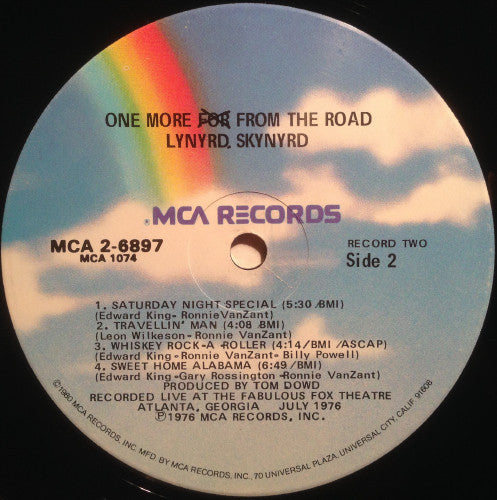 ONE MORE FOR FROM THE ROAD
LYNYRD SKYNYRD
®MCA RECORDS
MCA 2-6897
MCA 1074
RECORD TWO
Side 2
1. SATURDAY NIGHT SPECIAL (5:30/BMI)
(Edward King-RonnieVanZant)
2. TRAVELLIN' MAN (4:08/BMI)
(Leon Wilkeson-Ronnie VanZant)
3. WHISKEY ROCK-A ROLLER (4:14/BMI/ASCAP)
(Edward King-Ronnie VanZant-Billy Powell)
4. SWEET HOME ALABAMA (6:49/BMI)
(Edward King-Gary Rossington-Ronnie VanZant)
PRODUCED BY TOM DOWD
RECORDED LIVE AT THE FABULOUS FOX THEATRE
ATLANTA, GEORGIA JULY 1976
℗1976 MCA RECORDS, INC.
©1980 MCA RECORDS, INC. MFD BY MCA RECORDS, INC., 70 UNIVERSAL PLAZA, UNIVERSAL CITY, CALIF. 91608